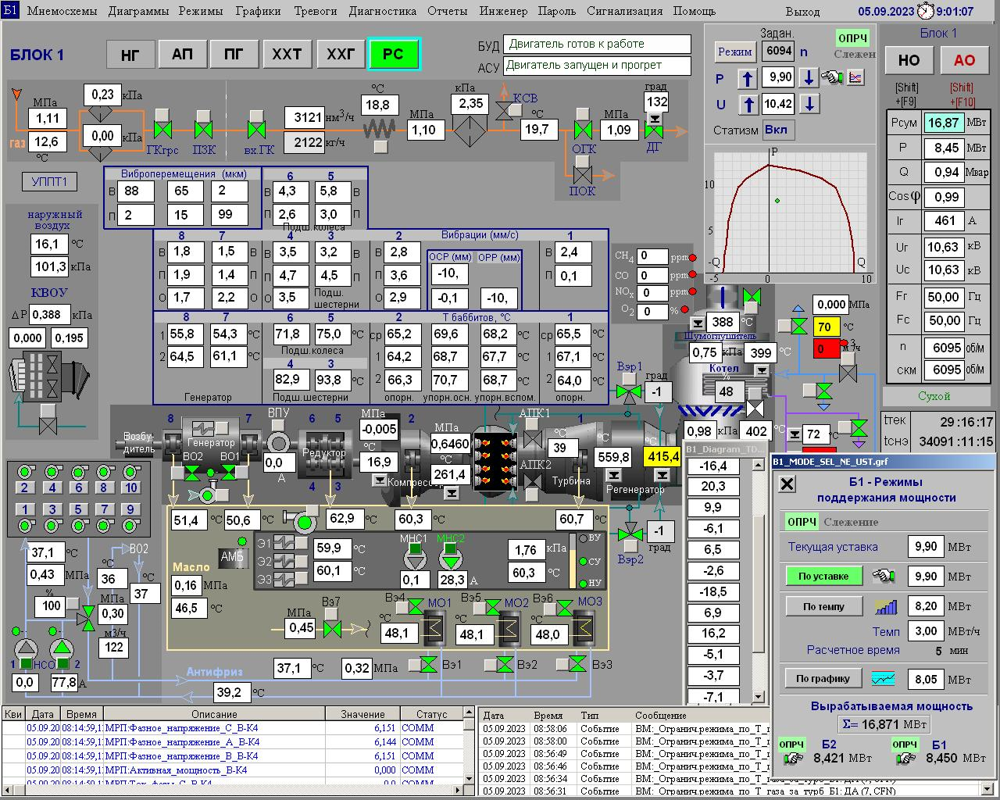 Б1 Мнемосхемы Диаграммы Режимы Графики Тревоги Диагностика Отчеты Инженер Пароль Сигнализация Помощь Выход 05.09.2023 9:01:07
БЛОК 1
НГ АП ПГ ХХТ ХХГ РС
БУД Двигатель готов к работе
АСУ Двигатель запущен и прогрет
Режим
Задан.
6094 n
ОПРЧ
Слежен
P 9,90
U 10,42
Статизм Вкл
P
10
5
-Q Q
-5 0 10
Блок 1
НО АО
[Shift] +[F9] [Shift] +[F10]
Pсум 16,87 МВт
P 8,45 МВт
Q 0,94 Мвар
Cosφ 0,99
Iг 461 А
Uг 10,63 кВ
Uс 10,63 кВ
Fг 50,00 Гц
Fс 50,00 Гц
n 6095 об/м
скм 6095 об/м
Сухой
tтек 29 :16:17
tснэ 34091 :11:15
газ
МПа
1,11
12,6
°C
0,23 кПа
0,00 кПа
ГКгрс ПЗК вх.ГК
3121 нм3/ч
2122 кг/ч
°C
18,8
МПа
1,10
кПа
2,35
КСВ
°C
19,7
ОГК
МПа
1,09
град
132
ДГ
ПОК
УППТ1
наружный
воздух
16,1 °C
101,3 кПа
КВОУ
ΔP 0,388 кПа
0,000 0,195
Виброперемещения (мкм)
В 88 65 2
П 2 15 99
6 5
4,3 5,8 В
2,6 3,0 П
Подш.колеса
8 7 4 3 2 Вибрации (мм/с) 1
В 1,8 1,5 В 3,5 3,2 В 2,8 В 2,4
П 1,9 1,4 П 4,7 4,5 П 3,6 П 0,1
О 1,7 2,2 О 3,5 О 2,9
Подш.
шестерни
ОСР (мм) ОРР (мм)
-10,
-0,1 -10,
8 7 6 5 2 Т баббитов, °C 1
1 55,8 54,3 °C 71,8 75,0 °C ср 65,2 69,6 68,2 °C ср 65,5 °C
2 64,5 61,1 °C Подш.колеса 1 64,2 68,7 67,7 °C 1 67,1 °C
4 3
82,9 93,8 °C 2 66,3 70,7 68,7 °C 2 64,0 °C
Генератор Подш.шестерни опорн. упорн.осн. упорн.вспом. опорн.
CH4 0 ppm
CO 0 ppm
NOx 0 ppm
O2 0 %
388 °C
Шумоглушитель
0,75 кПа 399 °C
Котел
%
48
0,98 кПа 402 °C
0,000 МПа
70 °C
0
72 °C
Вэр1 град
-1
Возбу-
дитель
8 Генератор 7
ВО2 ВО1
ВПУ
0,0
А
6 5
Редуктор
4 3
МПа
-0,005
°C
16,9
2
Компрессор
МПа
0,6460
°C
261,4
АПК1
АПК2
°C
39
1
Турбина
°C
559,8
°C
415,4
Регенератор
-1
град
Вэр2
2 4 6 8 10
1 3 5 7 9
37,1 °C
0,43 МПа
%
100
ВО2
°C
36
°C
37
МПа
0,30
м3/ч
122
1 НСО 2
0,0 77,8 А
51,4 °C 50,6 °C 62,9 °C 60,3 °C 60,7 °C
АМБ
Э1
Э2
Э3
59,9 °C
60,1 °C
МНС1 МНС2
0,1 28,3 А
1,76 кПа
60,3 °C
ВУ
СУ
НУ
Масло
0,16 МПа
46,5 °C
МПа
0,45
Вэ7
Вэ4 МО1 Вэ5 МО2 Вэ6 МО3
°C
48,1
°C
48,1
°C
48,0
Вэ1 Вэ2 Вэ3
Антифриз
37,1 °C 0,32 МПа
39,2 °C
B1_Diagram_TD...
-16,4
20,3
9,9
-6,1
6,5
-2,6
-18,5
6,9
16,2
-5,1
-3,7
-7,1
B1_MODE_SEL_NE_UST.grf
Б1 - Режимы
поддержания мощности
ОПРЧ Слежение
Текущая уставка 9,90 МВт
По уставке 9,90 МВт
По темпу 8,20 МВт
Темп 3,00 МВт/ч
Расчетное время 5 мин
По графику 8,05 МВт
Вырабатываемая мощность
Σ= 16,871 МВт
ОПРЧ Б2 ОПРЧ Б1
8,421 МВт 8,450 МВт
Кви Дата Время Описание Значение Статус
05.09.20 08:14:59,1 МРП:Фазное_напряжение_С_В-К4 6,151 COMM
05.09.20 08:14:59,1 МРП:Фазное_напряжение_А_В-К4 6,144 COMM
05.09.20 08:14:59,1 МРП:Фазное_напряжение_В_В-К4 6,151 COMM
05.09.20 08:14:59,1 МРП:Активная_мощность_В-К4 0,000 COMM
Дата Время Тип Сообщение
05.09.2023 08:58:06 Событие ВМ:_Огранич.режима_по_Т_г
05.09.2023 08:58:00 Событие ВМ:_Огранич.режима_по_Т_г
05.09.2023 08:56:49 Событие ВМ:_Огранич.режима_по_Т_г
05.09.2023 08:56:46 Событие ВМ:_Огранич.режима_по_Т_г
05.09.2023 08:56:34 Событие ВМ:_Огранич.режима_по_Т_г
05.09.2023 08:56:31 Событие ВМ:_Огранич.режима_по_Т_газа_за_турб_Б1: ДА (7, CFN)